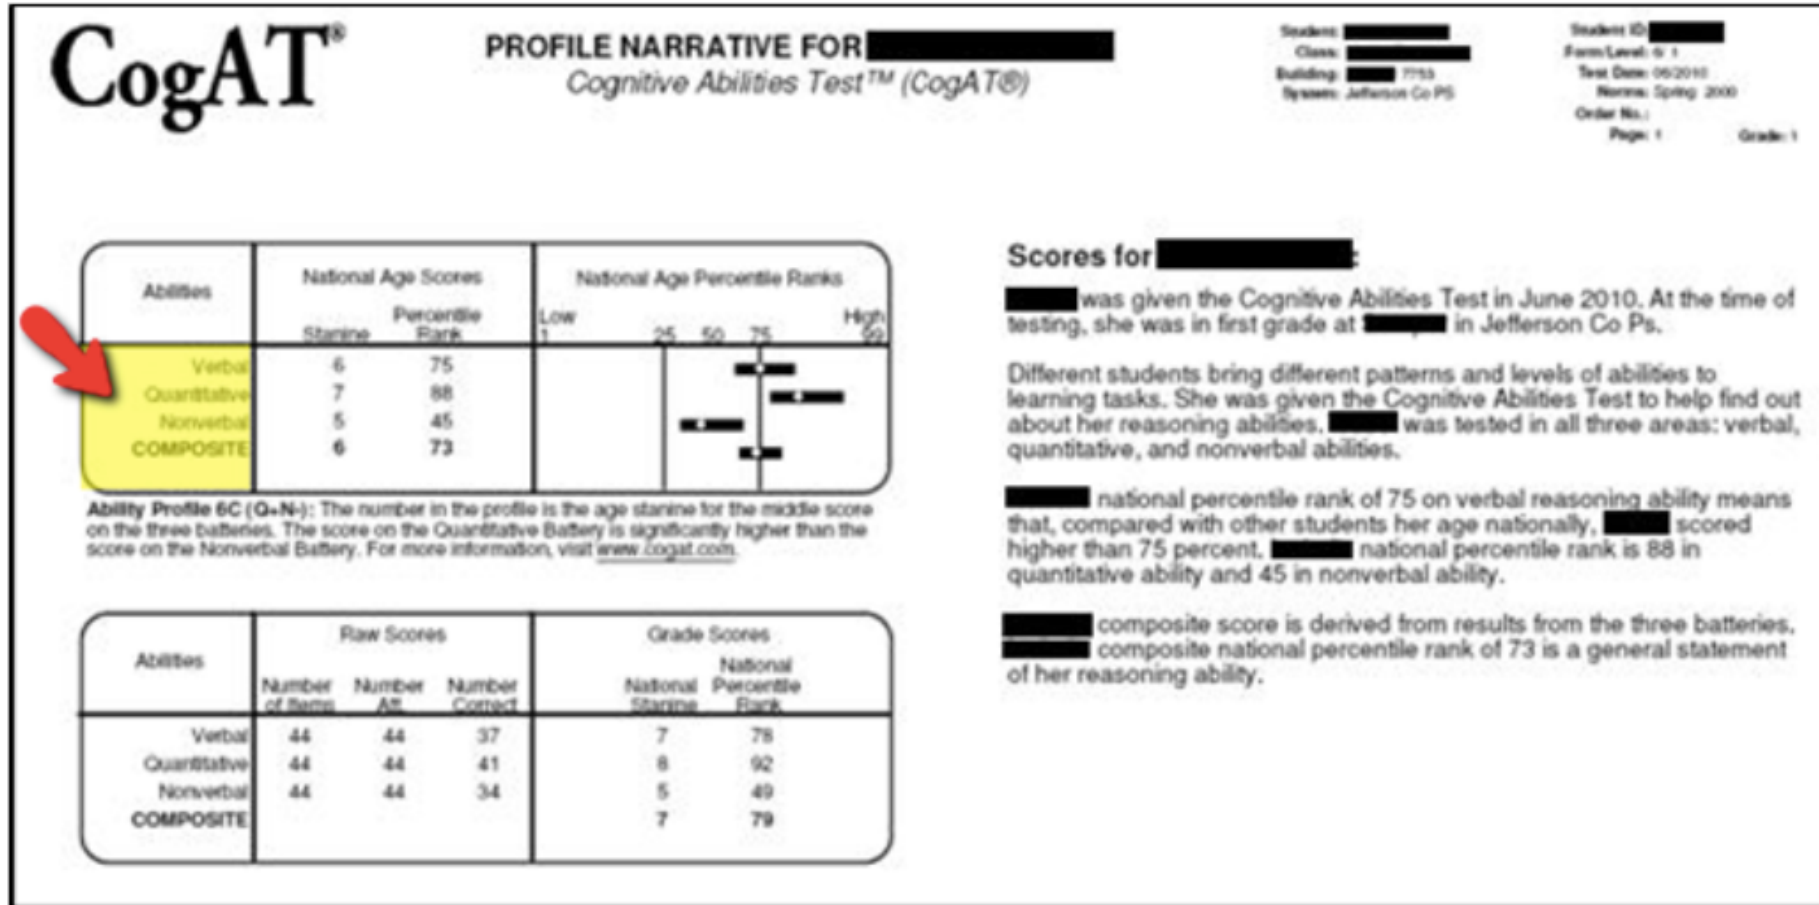 CogAT®
PROFILE NARRATIVE FOR
Cognitive Abilities Test™ (CogAT®)
Student:
Class:
Building: 7753
System: Jefferson Co PS
Student ID:
Form/Level: 6/ 1
Test Date: 06/2010
Norms: Spring 2000
Order No.:
Page: 1 Grade: 1
Abilities National Age Scores National Age Percentile Ranks
Stanine Percentile Rank Low 1 25 50 75 High 99
Verbal 6 75
Quantitative 7 88
Nonverbal 5 45
COMPOSITE 6 73
Ability Profile 6C (Q+N-): The number in the profile is the age stanine for the middle score
on the three batteries. The score on the Quantitative Battery is significantly higher than the
score on the Nonverbal Battery. For more information, visit www.cogat.com.
Abilities Raw Scores Grade Scores
Number of Items Number Att. Number Correct National Stanine National Percentile Rank
Verbal 44 44 37 7 78
Quantitative 44 44 41 8 92
Nonverbal 44 44 34 5 49
COMPOSITE 7 79
Scores for :
was given the Cognitive Abilities Test in June 2010. At the time of
testing, she was in first grade at in Jefferson Co Ps.
Different students bring different patterns and levels of abilities to
learning tasks. She was given the Cognitive Abilities Test to help find out
about her reasoning abilities. was tested in all three areas: verbal,
quantitative, and nonverbal abilities.
national percentile rank of 75 on verbal reasoning ability means
that, compared with other students her age nationally, scored
higher than 75 percent. national percentile rank is 88 in
quantitative ability and 45 in nonverbal ability.
composite score is derived from results from the three batteries.
composite national percentile rank of 73 is a general statement
of her reasoning ability.